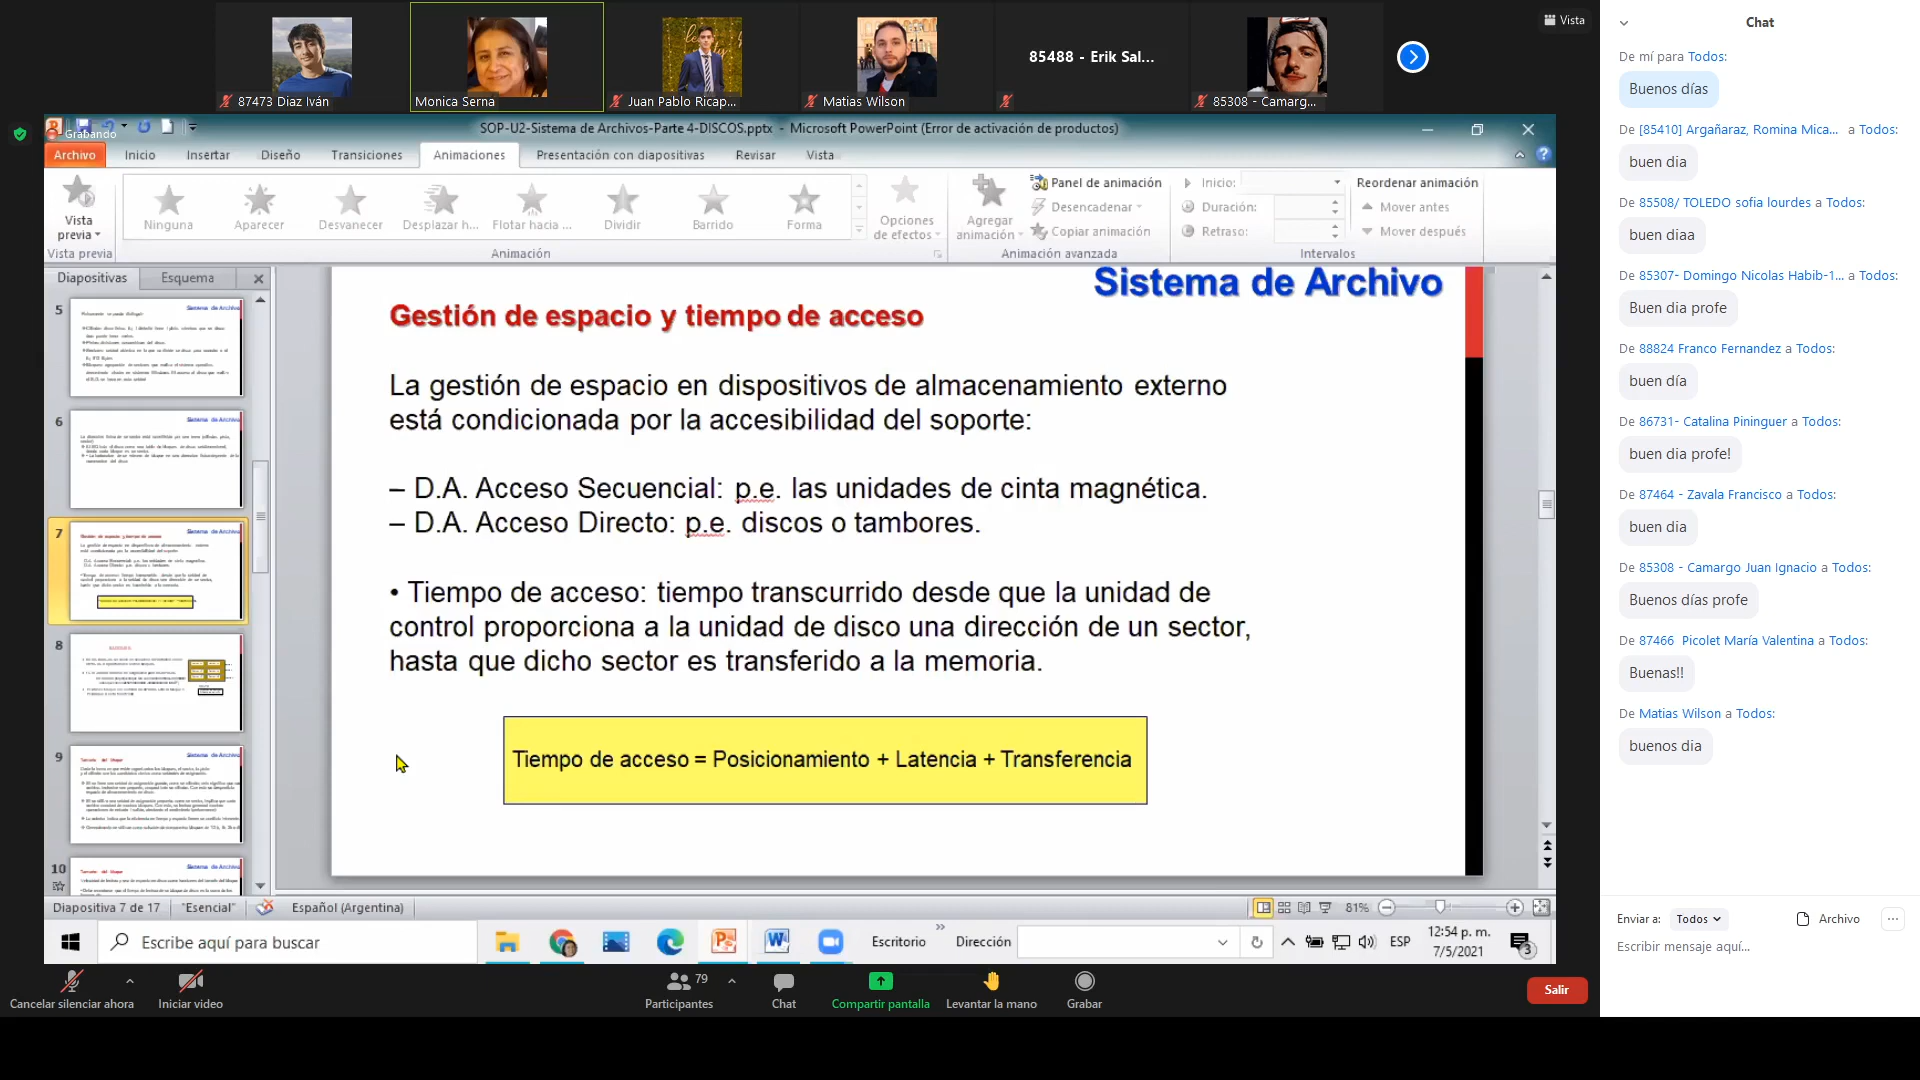 Vista
87473 Diaz Iván
Monica Serna
Juan Pablo Ricap...
Matias Wilson
85488 - Erik Sal...
85308 - Camarg...
Grabando
SOP-U2-Sistema de Archivos-Parte 4-DISCOS.pptx - Microsoft PowerPoint (Error de activación de productos)
Archivo Inicio Insertar Diseño Transiciones Animaciones Presentación con diapositivas Revisar Vista
Vista previa
Ninguna Aparecer Desvanecer Desplazar h... Flotar hacia ... Dividir Barrido Forma
Opciones de efectos
Agregar animación
Panel de animación
Desencadenar
Copiar animación
Inicio:
Duración:
Retraso:
Reordenar animación
Mover antes
Mover después
Vista previa Animación Animación avanzada Intervalos
Diapositivas Esquema
5
6
7
8
9
10
Sistema de Archivo
Gestión de espacio y tiempo de acceso
La gestión de espacio en dispositivos de almacenamiento externo
está condicionada por la accesibilidad del soporte:
– D.A. Acceso Secuencial: p.e. las unidades de cinta magnética.
– D.A. Acceso Directo: p.e. discos o tambores.
• Tiempo de acceso: tiempo transcurrido desde que la unidad de
control proporciona a la unidad de disco una dirección de un sector,
hasta que dicho sector es transferido a la memoria.
Tiempo de acceso = Posicionamiento + Latencia + Transferencia
Diapositiva 7 de 17 "Esencial" Español (Argentina) 81%
Escribe aquí para buscar
Escritorio
Dirección
ESP
12:54 p. m.
7/5/2021
3
Cancelar silenciar ahora
Iniciar video
Participantes 79
Chat
Compartir pantalla
Levantar la mano
Grabar
Salir
Chat
De mí para Todos:
Buenos días
De [85410] Argañaraz, Romina Mica... a Todos:
buen dia
De 85508/ TOLEDO sofia lourdes a Todos:
buen diaa
De 85307- Domingo Nicolas Habib-1... a Todos:
Buen dia profe
De 88824 Franco Fernandez a Todos:
buen día
De 86731- Catalina Pininguer a Todos:
buen dia profe!
De 87464 - Zavala Francisco a Todos:
buen dia
De 85308 - Camargo Juan Ignacio a Todos:
Buenos días profe
De 87466 Picolet María Valentina a Todos:
Buenas!!
De Matias Wilson a Todos:
buenos dia
Enviar a: Todos
Archivo
...
Escribir mensaje aquí...